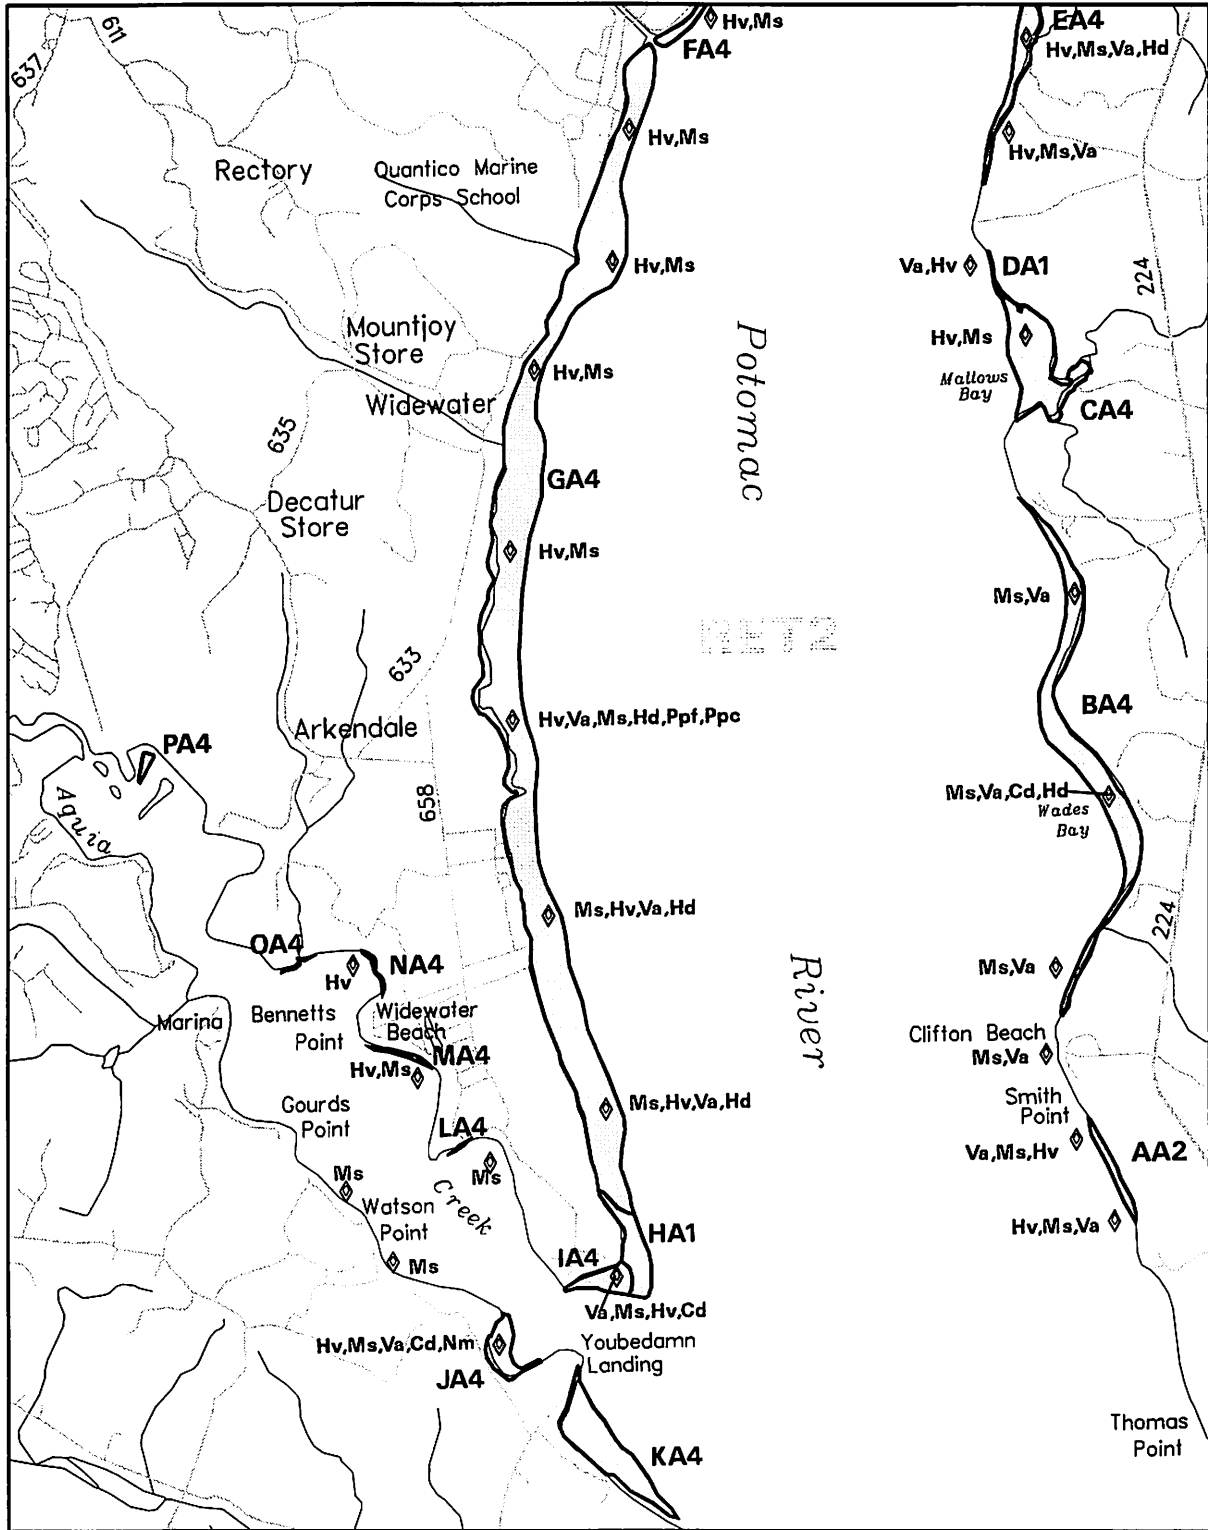 611
637
Hv,Ms
FA4
EA4
Hv,Ms,Va,Hd
Hv,Ms
Hv,Ms,Va
Rectory
Quantico Marine
Corps School
Hv,Ms
Va,Hv
DA1
224
Mountjoy
Store
Hv,Ms
Potomac
Hv,Ms
Mallows
Bay
CA4
Widewater
635
GA4
Decatur
Store
Hv,Ms
Ms,Va
RET2
633
Hv,Va,Ms,Hd,Ppf,Ppc
BA4
PA4
Arkendale
Aquia
658
Ms,Va,Cd,Hd
Wades
Bay
Ms,Hv,Va,Hd
224
OA4
NA4
Hv
River
Ms,Va
Marina
Bennetts
Point
Widewater
Beach
Clifton Beach
Ms,Va
MA4
Hv,Ms
Gourds
Point
Ms,Hv,Va,Hd
Smith
Point
LA4
Va,Ms,Hv
AA2
Ms
Ms
Creek
Watson
Point
Hv,Ms,Va
HA1
IA4
Ms
Va,Ms,Hv,Cd
Hv,Ms,Va,Cd,Nm
Youbedamn
Landing
JA4
Thomas
Point
KA4